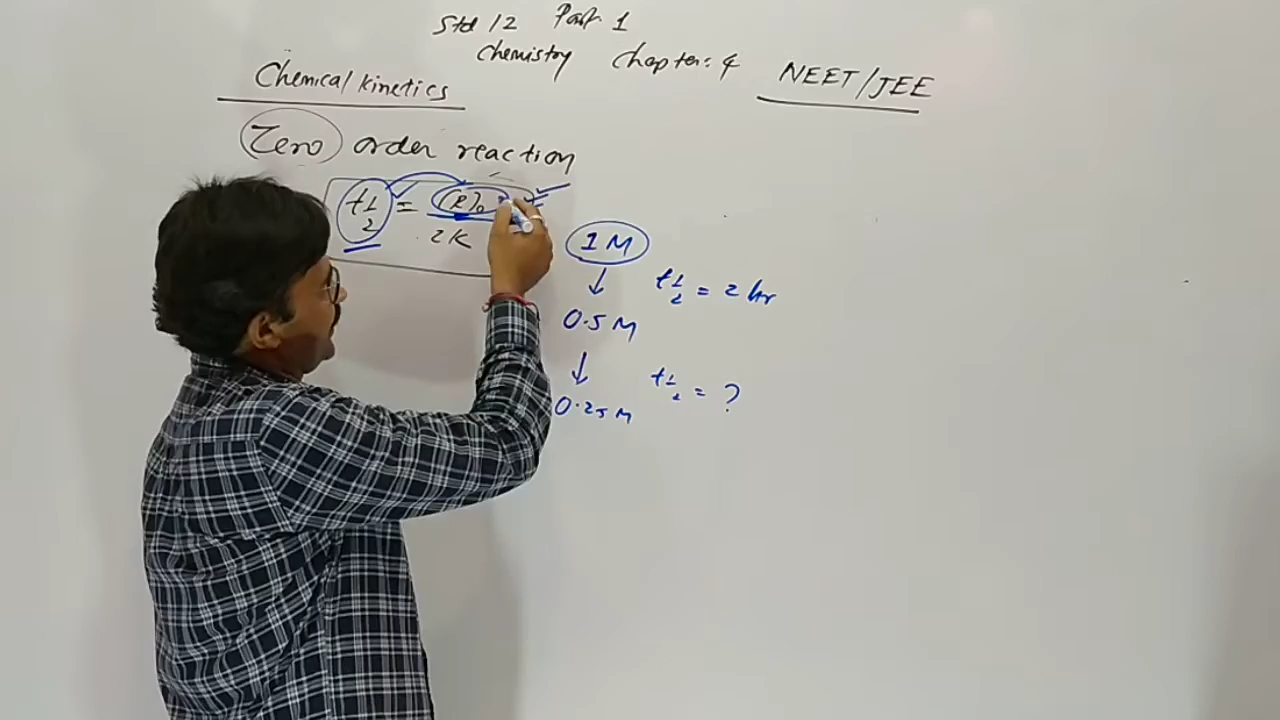 Std 12 Part 1
Chemistry Chapter: 4
NEET/JEE
Chemical kinetics
Zero order reaction
t1/2 = [R]0
2K
1 M
↓ t1/2 = 2 hr
0.5 M
↓ t1/2 = ?
0.25 M